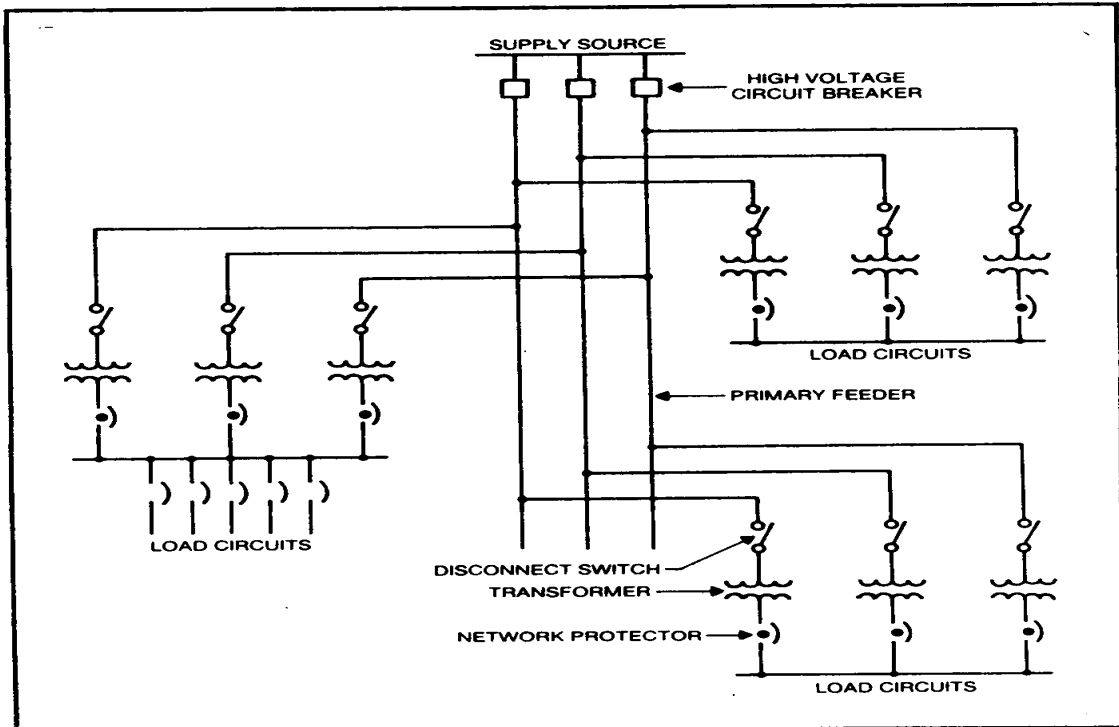 SUPPLY SOURCE
HIGH VOLTAGE
CIRCUIT BREAKER
LOAD CIRCUITS
PRIMARY FEEDER
LOAD CIRCUITS
DISCONNECT SWITCH
TRANSFORMER
NETWORK PROTECTOR
LOAD CIRCUITS